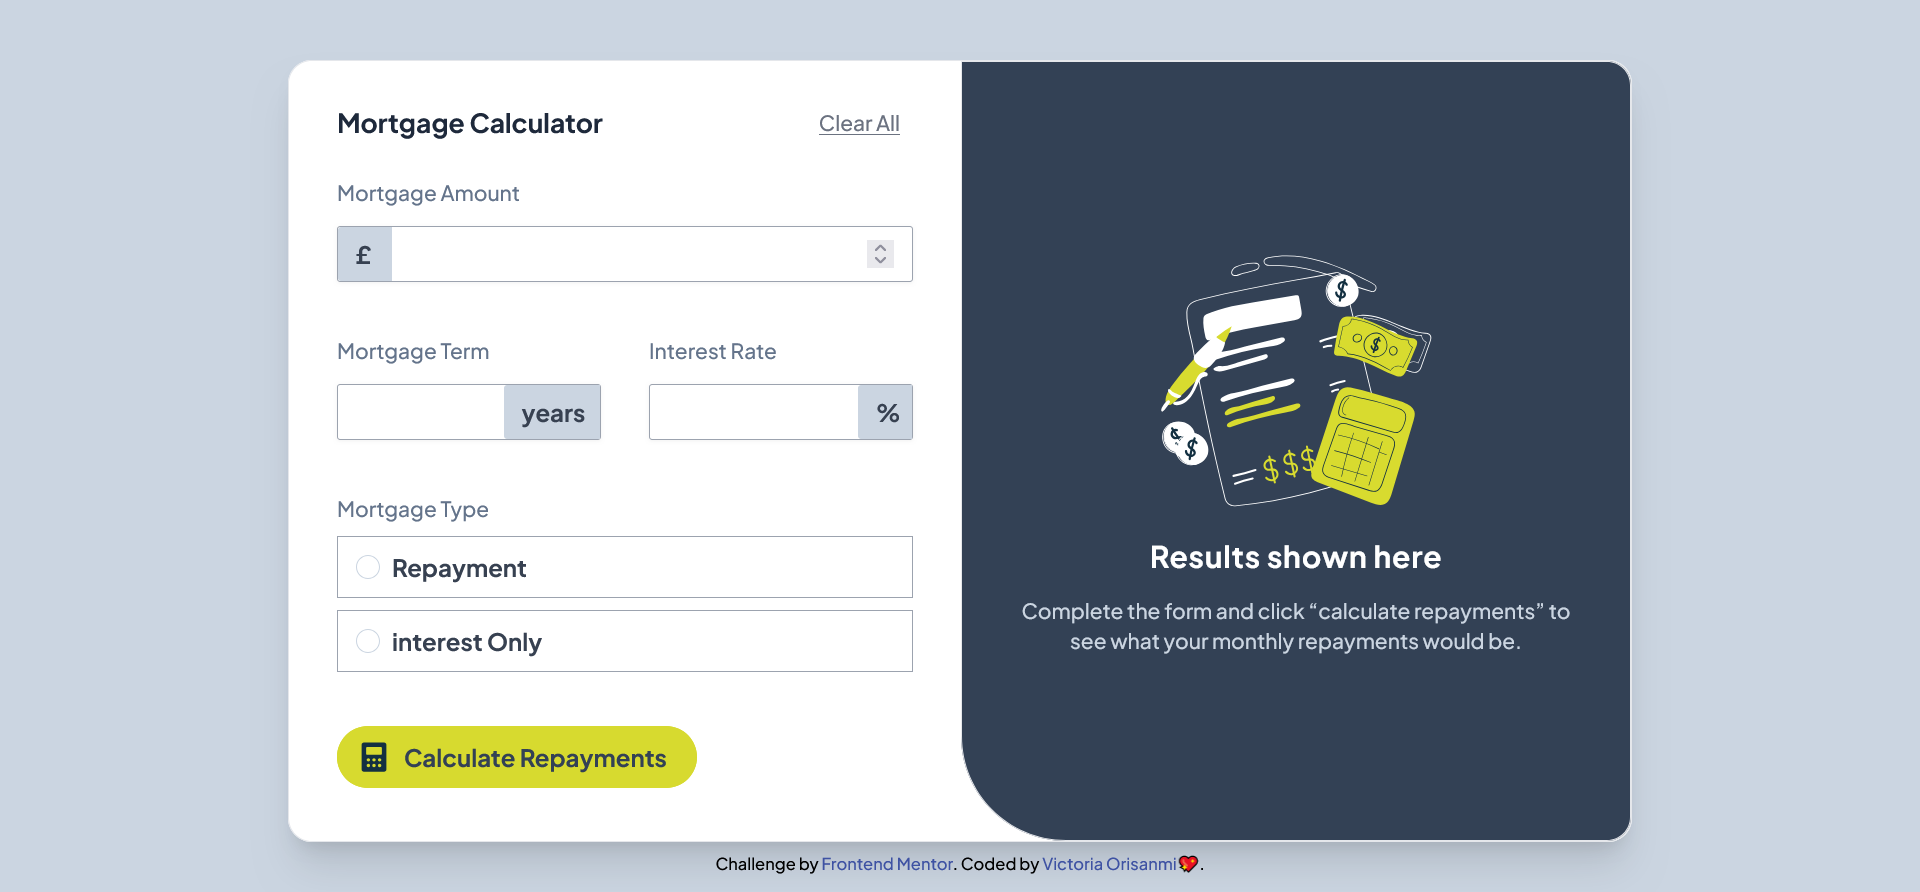 Mortgage Calculator
Clear All
Mortgage Amount
£
Mortgage Term
Interest Rate
years
%
Mortgage Type
Repayment
interest Only
Calculate Repayments
$
$
$
$
$$$
Results shown here
Complete the form and click “calculate repayments” to
see what your monthly repayments would be.
Challenge by Frontend Mentor. Coded by Victoria Orisanmi💖.